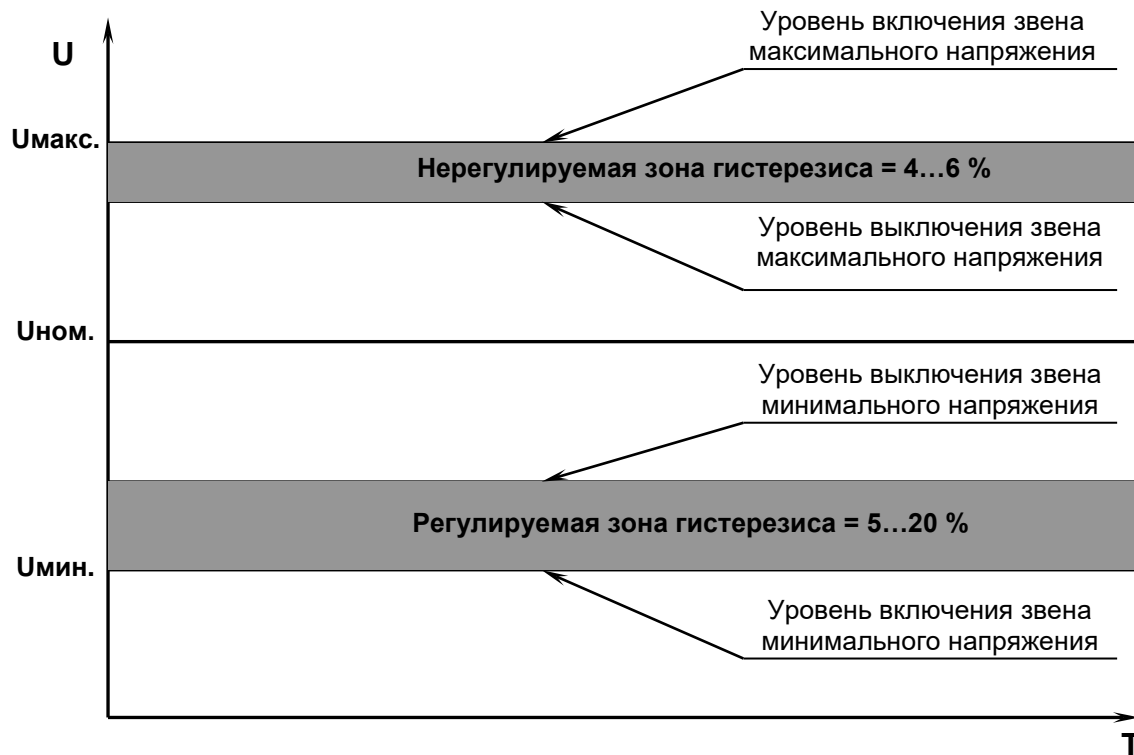 Уровень включения звена
максимального напряжения
U
Uмакс.
Нерегулируемая зона гистерезиса = 4…6 %
Уровень выключения звена
максимального напряжения
Uном.
Уровень выключения звена
минимального напряжения
Регулируемая зона гистерезиса = 5…20 %
Uмин.
Уровень включения звена
минимального напряжения
T